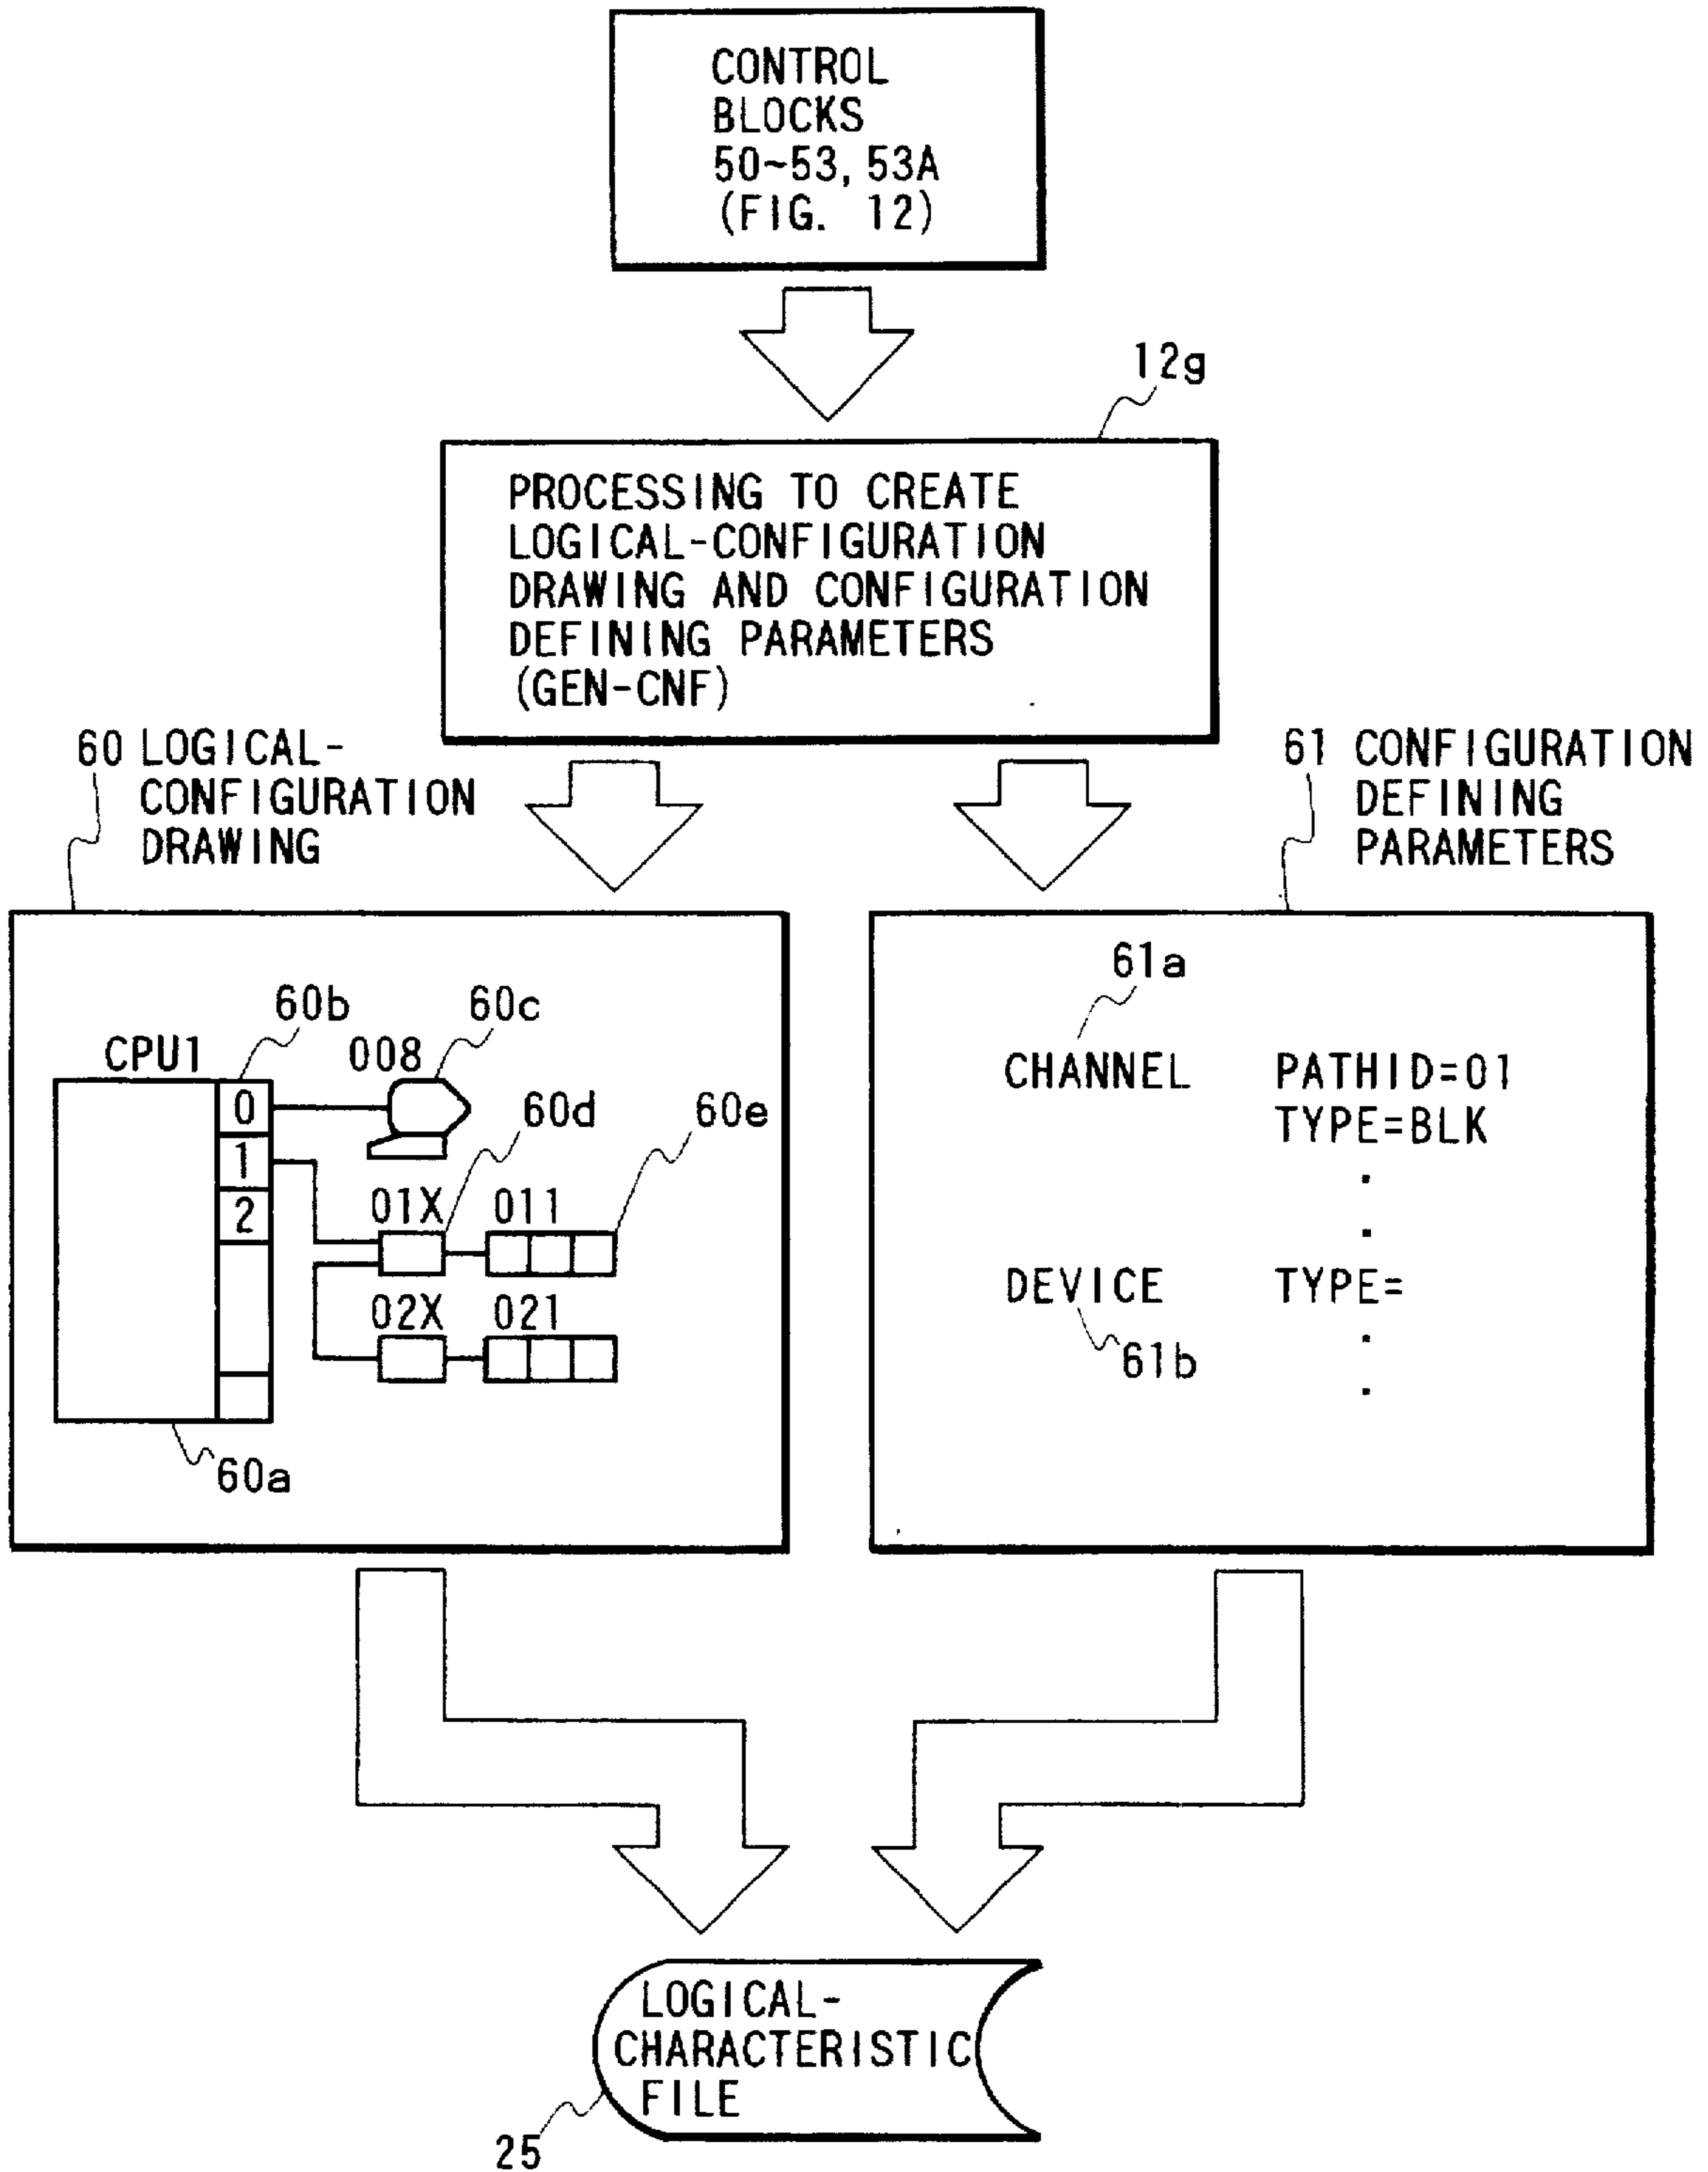 CONTROL
BLOCKS
50~53, 53A
(FIG. 12)
12g
PROCESSING TO CREATE
LOGICAL-CONFIGURATION
DRAWING AND CONFIGURATION
DEFINING PARAMETERS
(GEN-CNF)
60 LOGICAL-
CONFIGURATION
DRAWING
61 CONFIGURATION
DEFINING
PARAMETERS
60b
60c
CPU1
008
0
60d
60e
1
01X
011
2
02X
021
60a
61a
CHANNEL PATHID=01
TYPE=BLK
.
.
DEVICE TYPE=
.
61b
.
LOGICAL-
CHARACTERISTIC
FILE
25